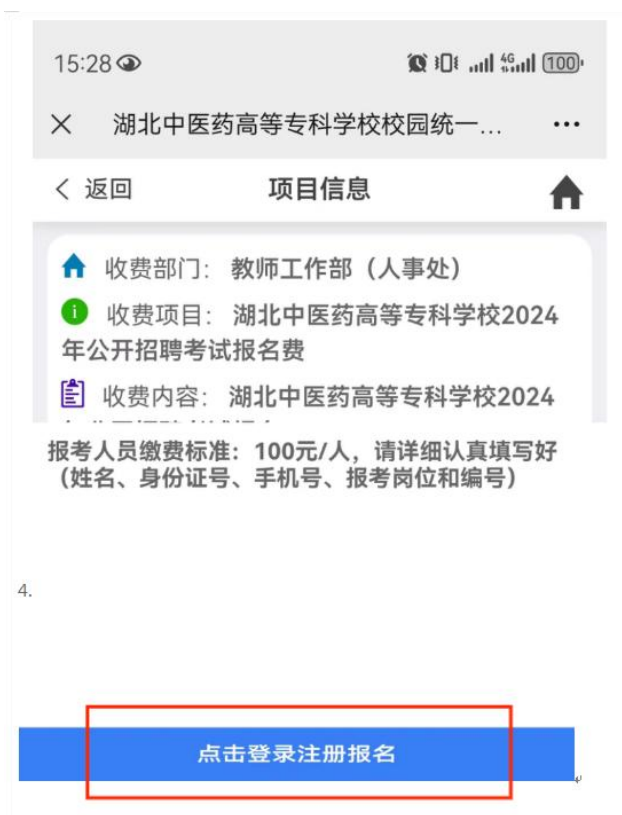 15:28 4G 100
湖北中医药高等专科学校校园统一...
返回 项目信息
收费部门： 教师工作部（人事处）
收费项目： 湖北中医药高等专科学校2024
年公开招聘考试报名费
收费内容： 湖北中医药高等专科学校2024
报考人员缴费标准：100元/人，请详细认真填写好
（姓名、身份证号、手机号、报考岗位和编号）
4.
点击登录注册报名